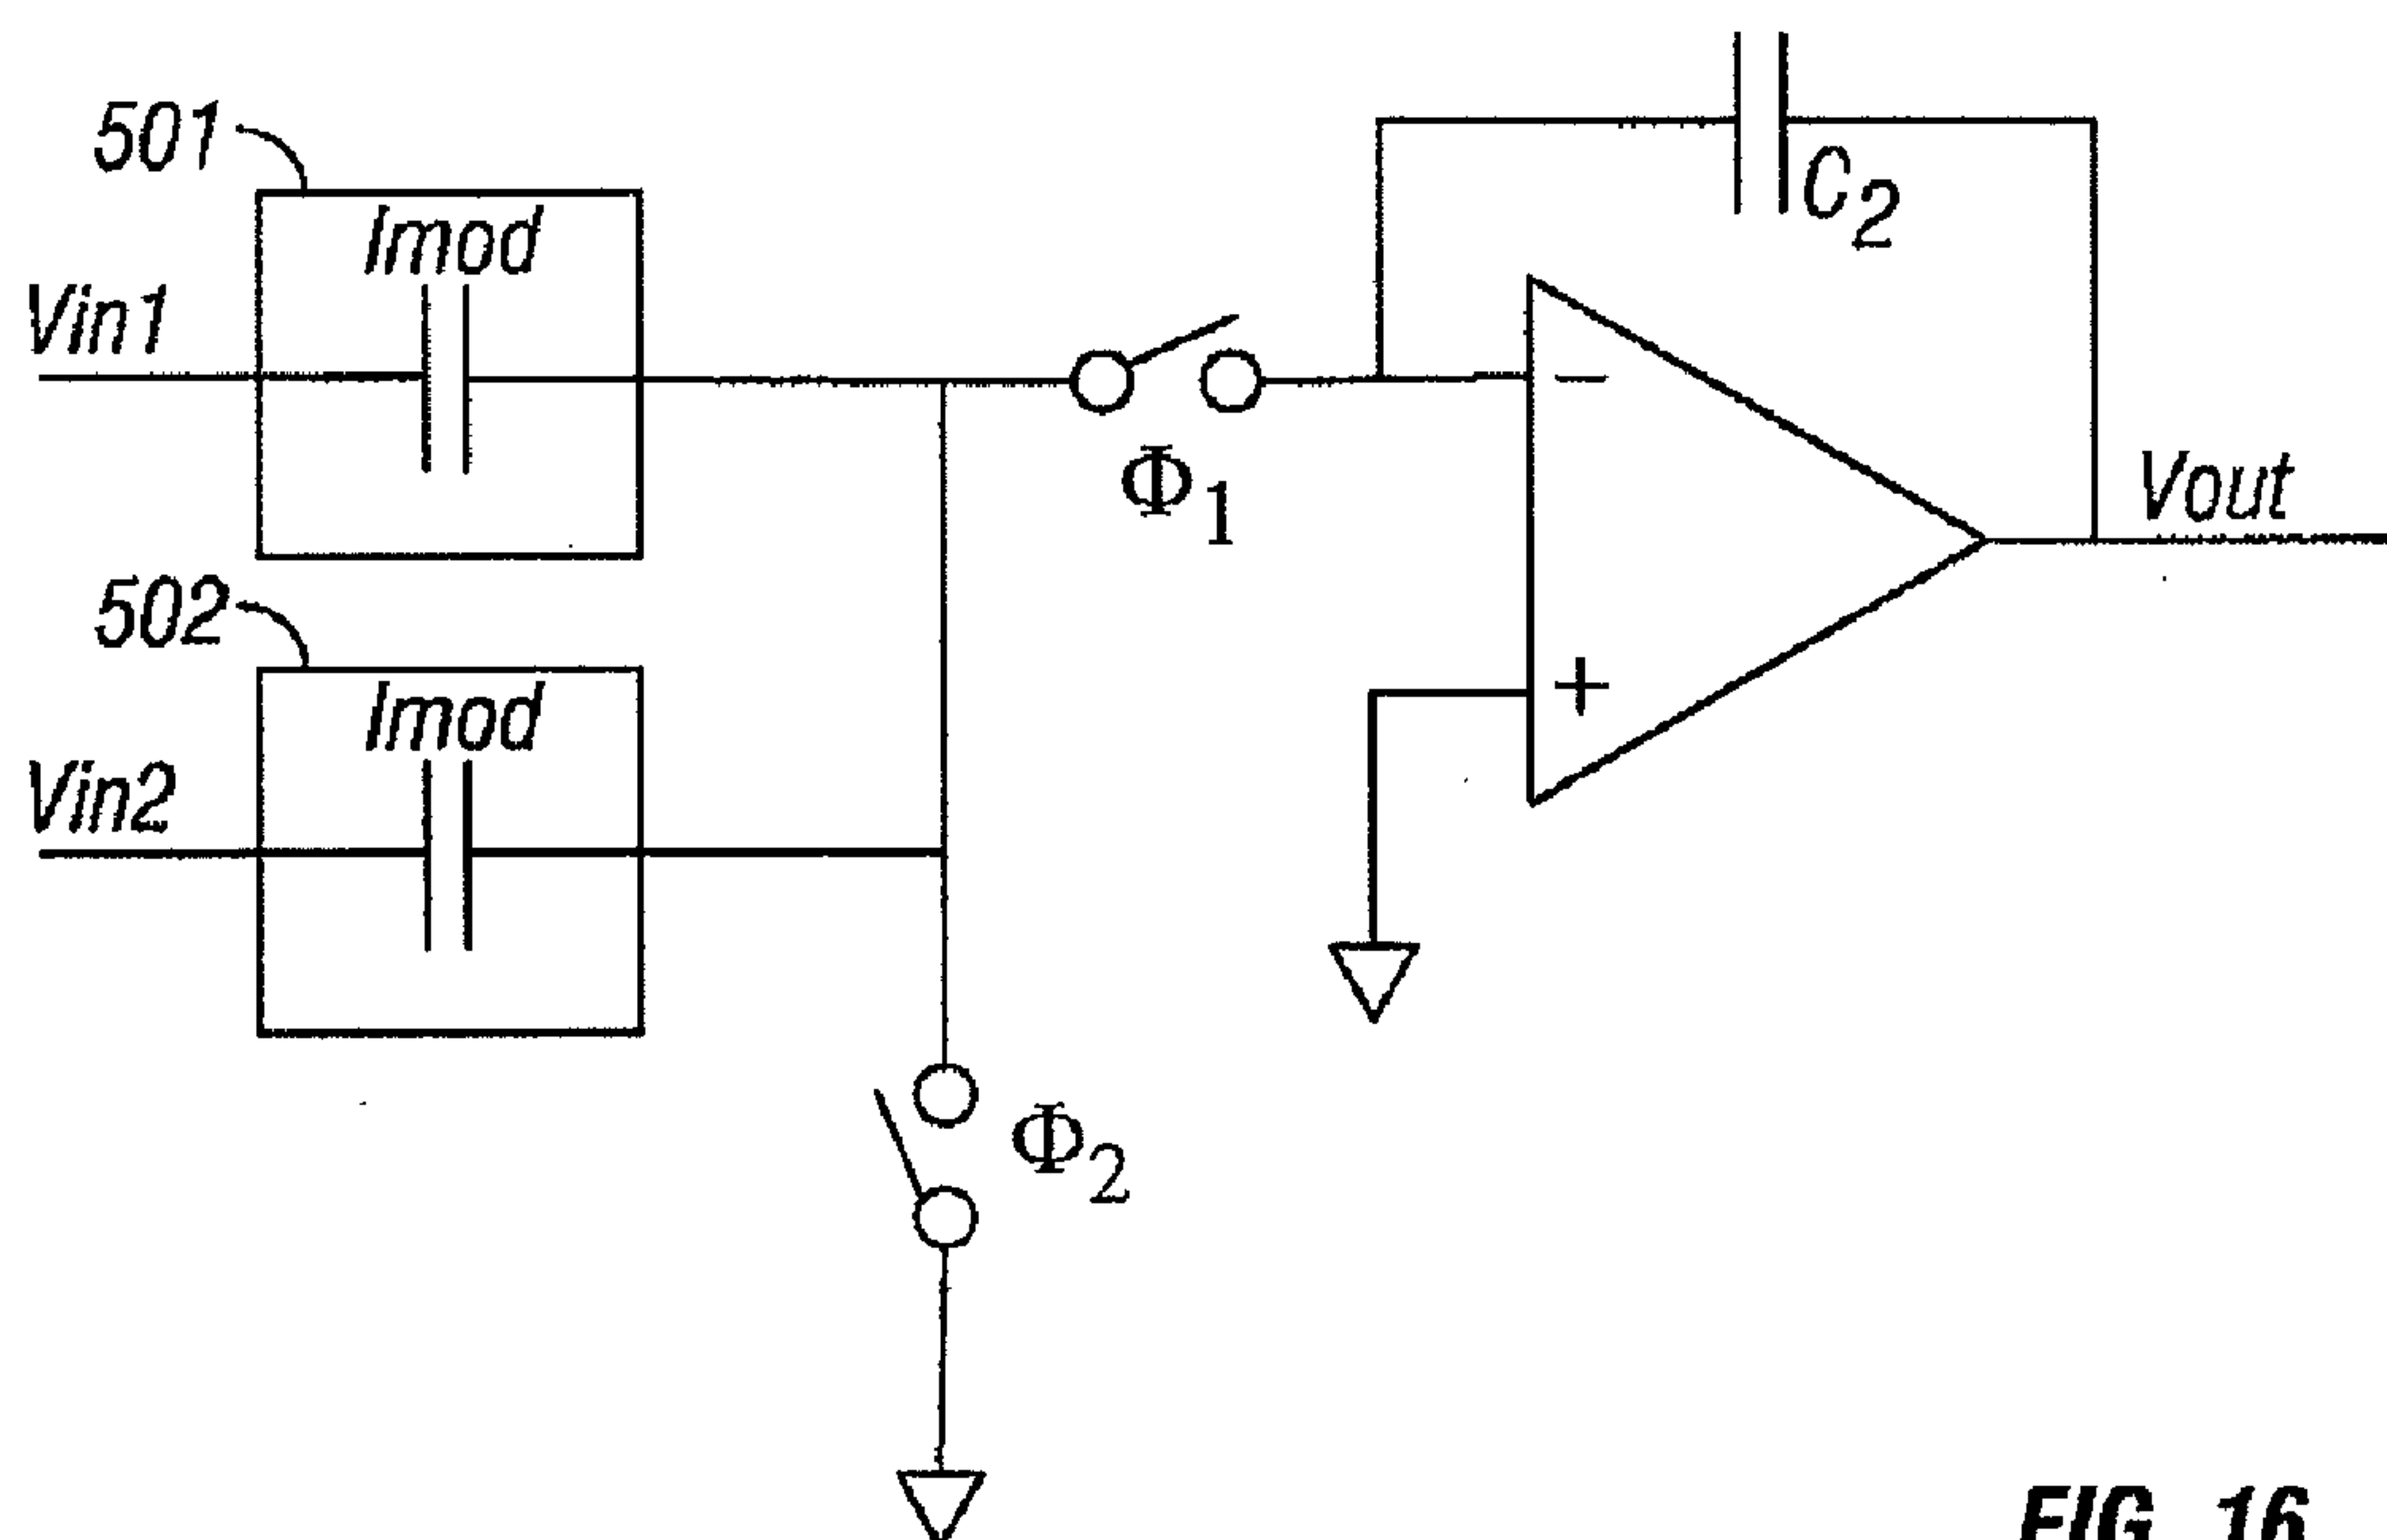 501
Imod
Vin1
C2
Φ1
−
Vout
502
Imod
Vin2
+
Φ2
FIG. 16